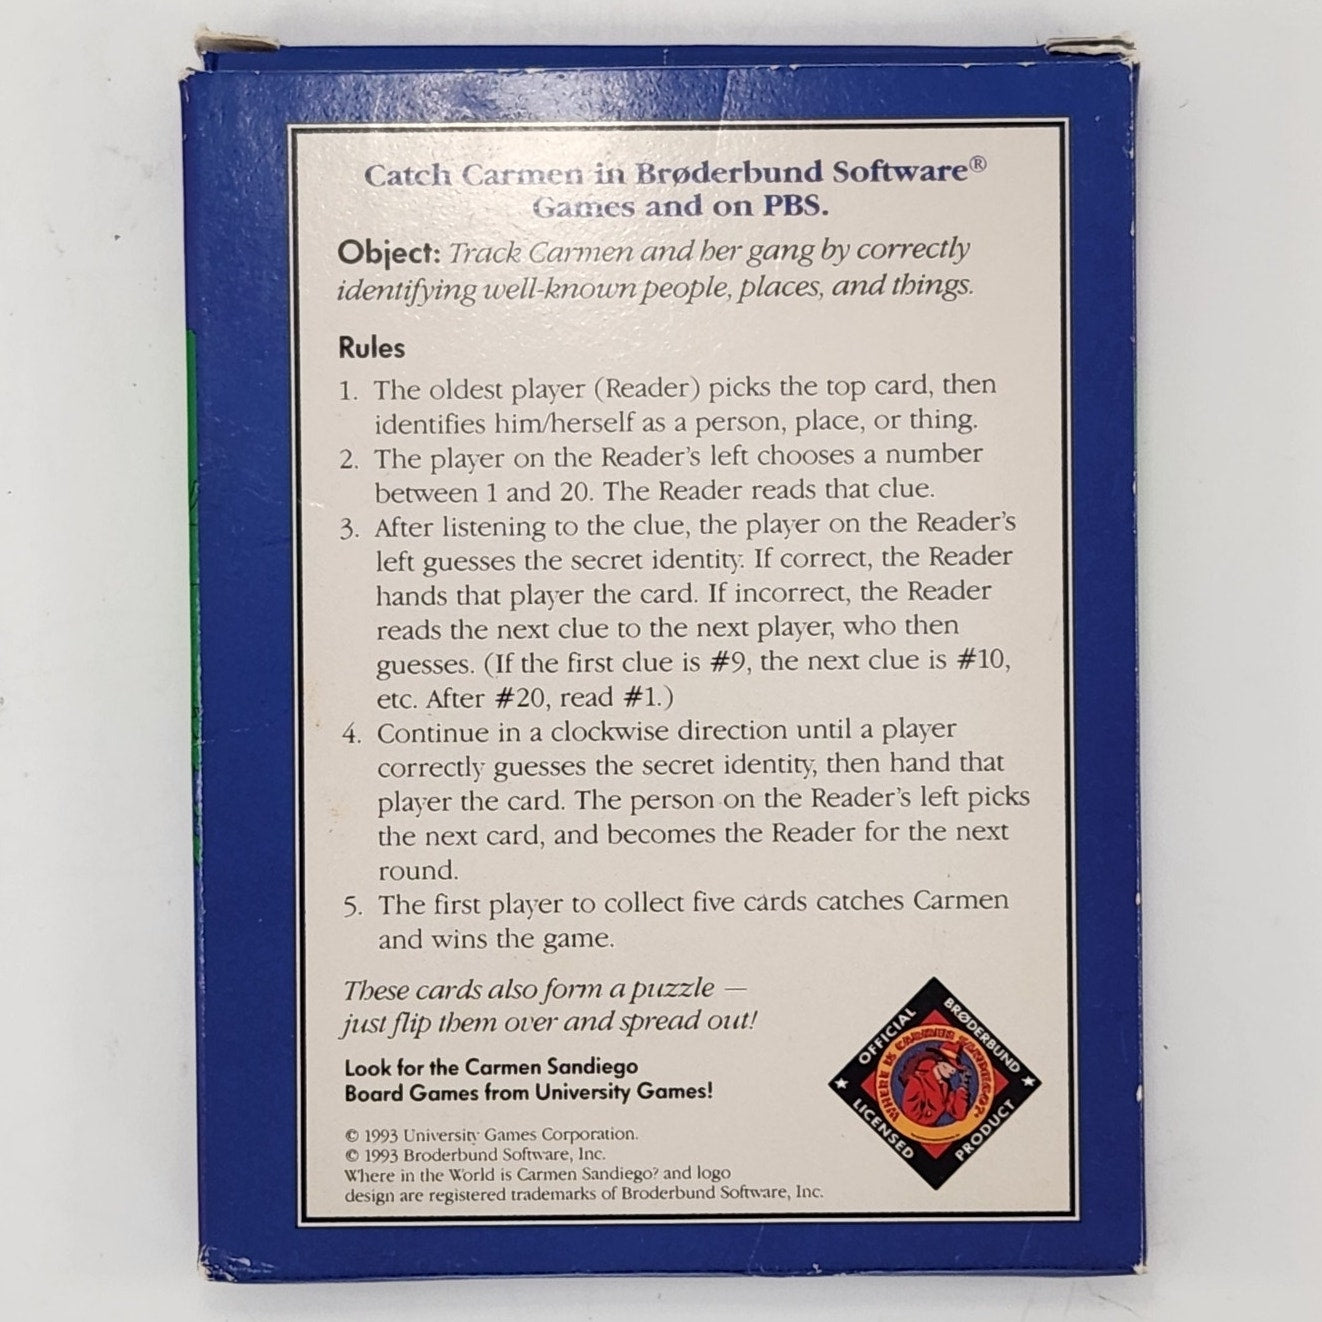 Catch Carmen in Brøderbund Software®
Games and on PBS.
Object: Track Carmen and her gang by correctly
identifying well-known people, places, and things.
Rules
1. The oldest player (Reader) picks the top card, then
identifies him/herself as a person, place, or thing.
2. The player on the Reader's left chooses a number
between 1 and 20. The Reader reads that clue.
3. After listening to the clue, the player on the Reader's
left guesses the secret identity. If correct, the Reader
hands that player the card. If incorrect, the Reader
reads the next clue to the next player, who then
guesses. (If the first clue is #9, the next clue is #10,
etc. After #20, read #1.)
4. Continue in a clockwise direction until a player
correctly guesses the secret identity, then hand that
player the card. The person on the Reader's left picks
the next card, and becomes the Reader for the next
round.
5. The first player to collect five cards catches Carmen
and wins the game.
These cards also form a puzzle —
just flip them over and spread out!
Look for the Carmen Sandiego
Board Games from University Games!
© 1993 University Games Corporation.
© 1993 Broderbund Software, Inc.
Where in the World is Carmen Sandiego? and logo
design are registered trademarks of Broderbund Software, Inc.
OFFICIAL BRØDERBUND
WHERE IS CARMEN SANDIEGO?
LICENSED PRODUCT